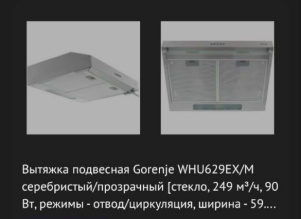 Вытяжка подвесная Gorenje WHU629EX/M
серебристый/прозрачный [стекло, 249 м³/ч, 90
Вт, режимы - отвод/циркуляция, ширина - 59....